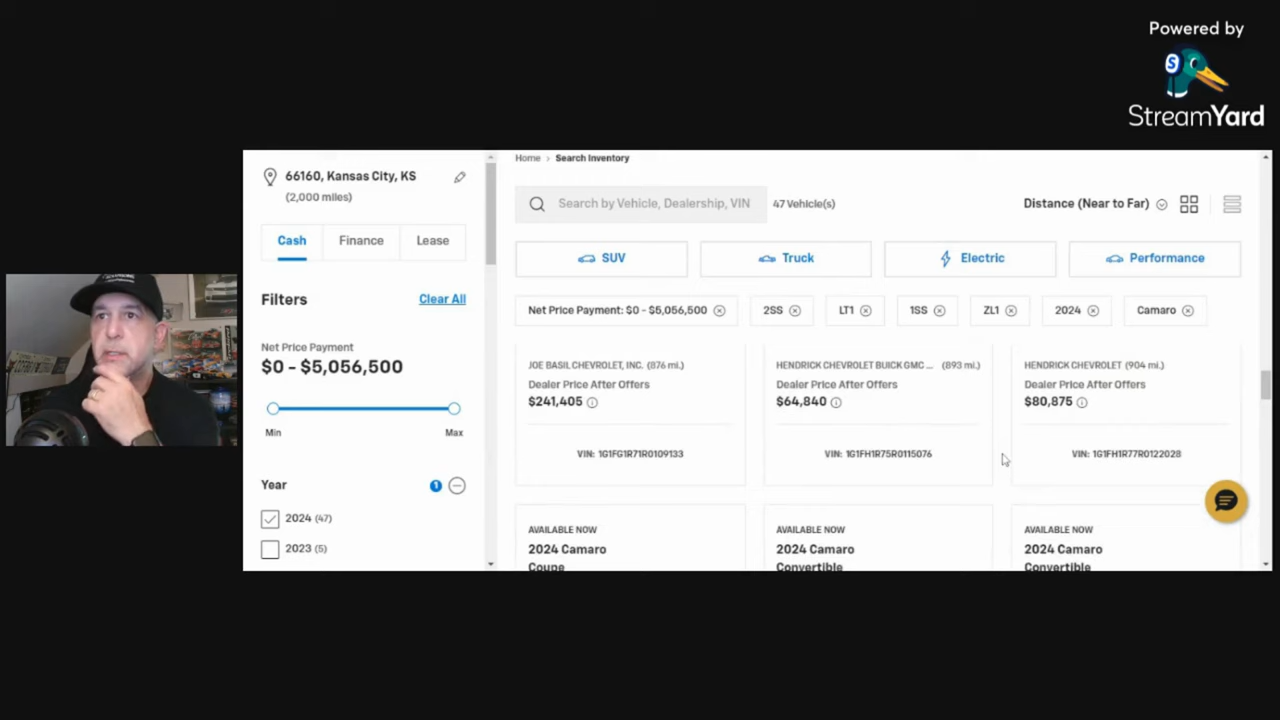 Powered by
S
StreamYard
66160, Kansas City, KS
(2,000 miles)
Cash Finance Lease
Filters Clear All
Net Price Payment
$0 - $5,056,500
Min Max
Year 1
2024 (47)
2023 (5)
Home > Search Inventory
Search by Vehicle, Dealership, VIN 47 Vehicle(s) Distance (Near to Far)
SUV Truck Electric Performance
Net Price Payment: $0 - $5,056,500 2SS LT1 1SS ZL1 2024 Camaro
JOE BASIL CHEVROLET, INC. (876 mi.)
Dealer Price After Offers
$241,405
VIN: 1G1FG1R71R0109133
HENDRICK CHEVROLET BUICK GMC ... (893 mi.)
Dealer Price After Offers
$64,840
VIN: 1G1FH1R75R0115076
HENDRICK CHEVROLET (904 mi.)
Dealer Price After Offers
$80,875
VIN: 1G1FH1R77R0122028
AVAILABLE NOW
2024 Camaro
Coupe
AVAILABLE NOW
2024 Camaro
Convertible
AVAILABLE NOW
2024 Camaro
Convertible